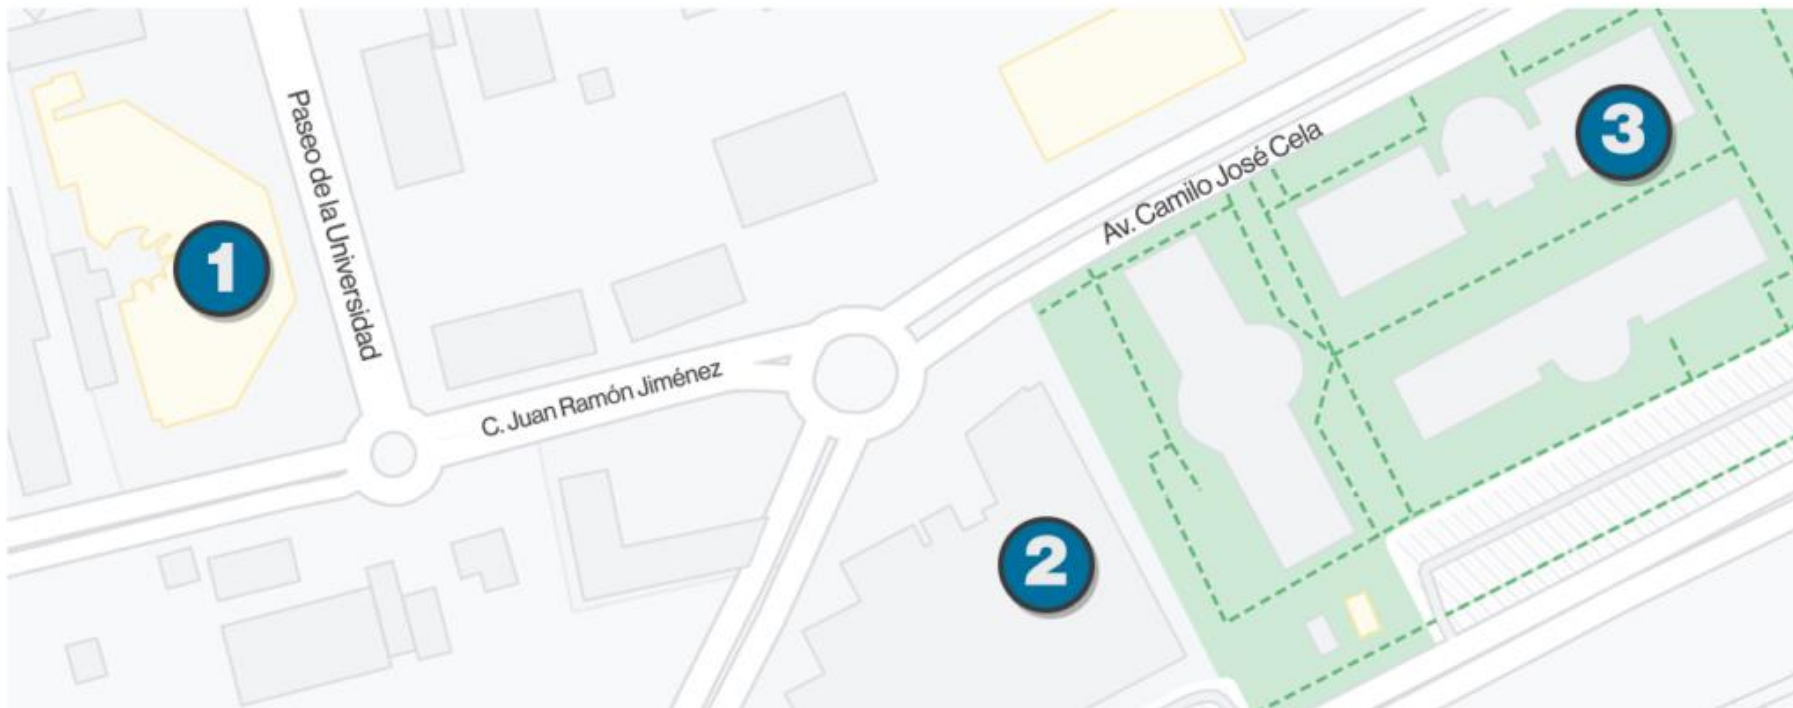 1
Paseo de la Universidad
C. Juan Ramón Jiménez
Av. Camilo José Cela
2
3